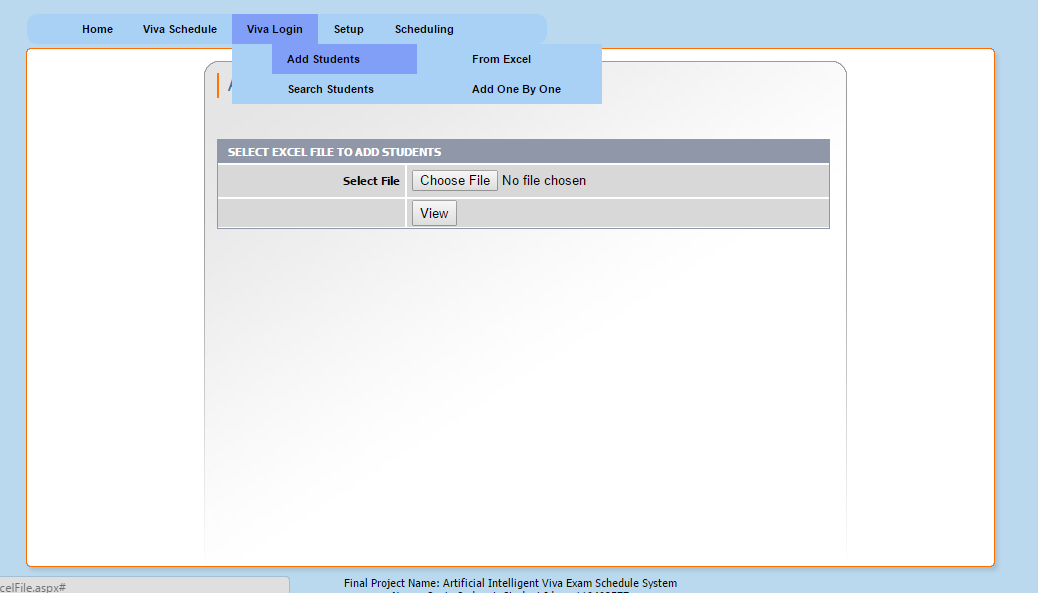 Home Viva Schedule Viva Login Setup Scheduling
Add Students From Excel
Search Students Add One By One
SELECT EXCEL FILE TO ADD STUDENTS
Select File Choose File No file chosen
View
Final Project Name: Artificial Intelligent Viva Exam Schedule System
celFile.aspx#